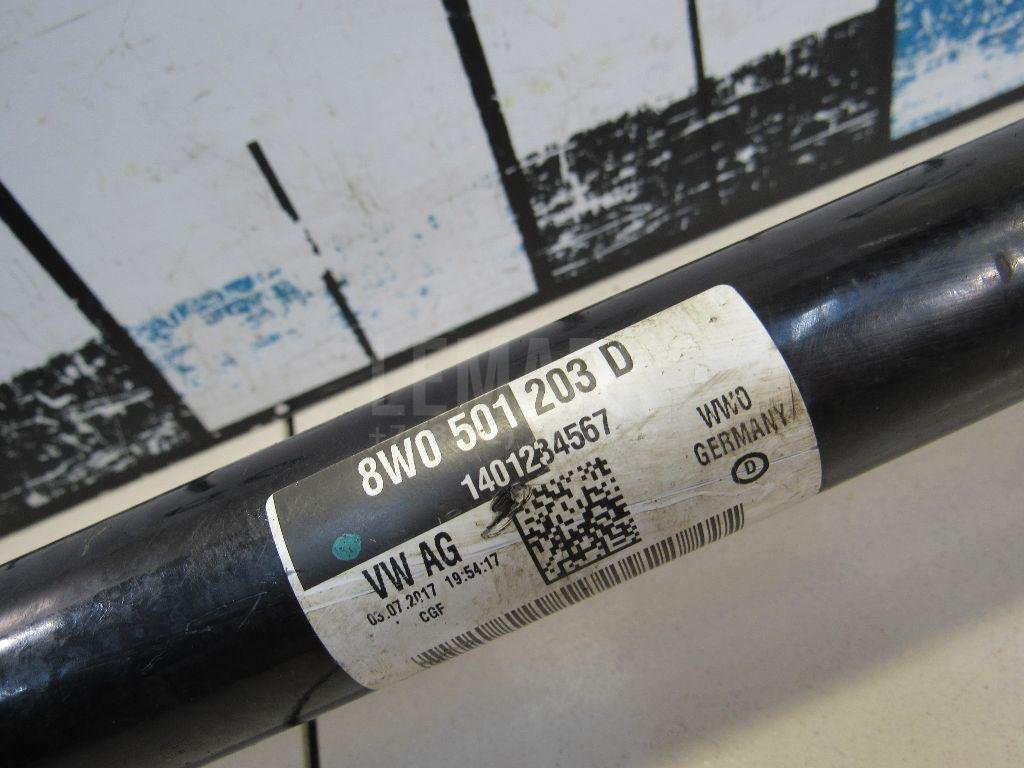 8W0 501 203 D
1401234567
WWO
GERMANY
D
VW AG
03.07.2017 19:54:17
CGF